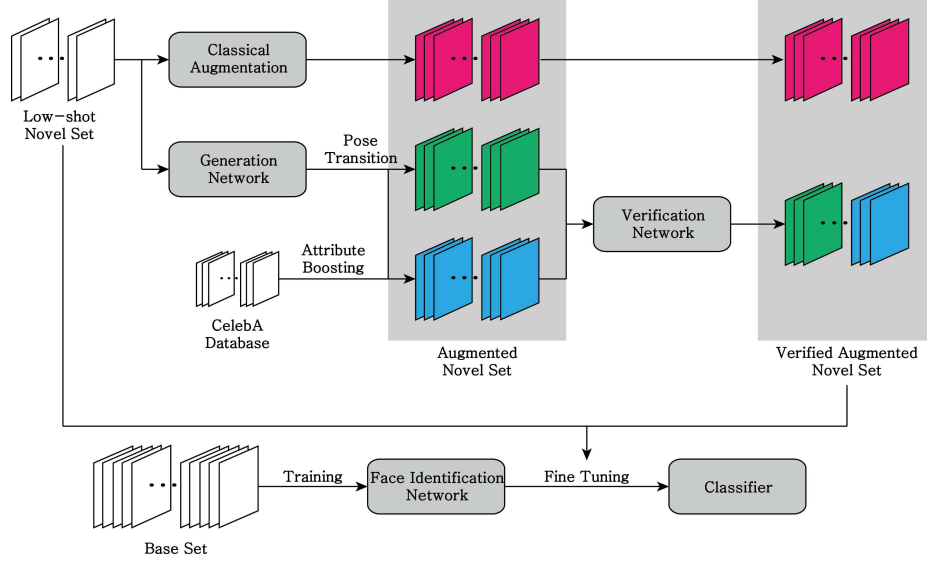 Low-shot
Novel Set
Classical
Augmentation
Generation
Network
Pose
Transition
Attribute
Boosting
CelebA
Database
Verification
Network
Augmented
Novel Set
Verified Augmented
Novel Set
Base Set
Training
Face Identification
Network
Fine Tuning
Classifier